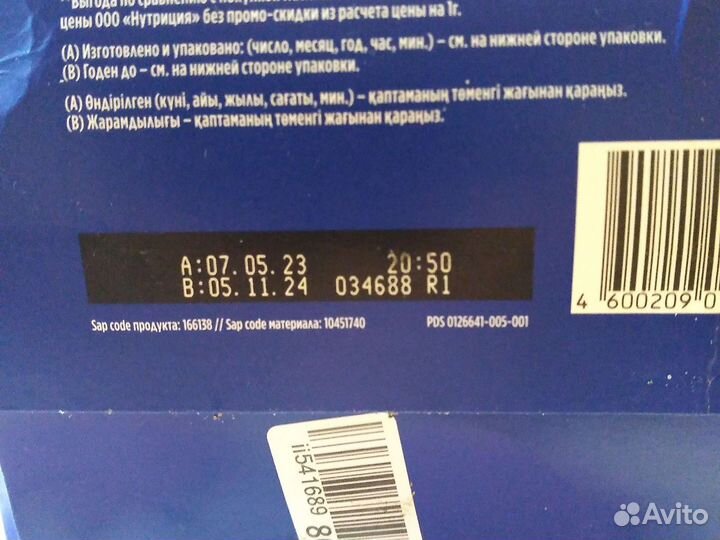 цены ООО «Нутриция» без промо-скидки из расчета цены на 1г.
(А) Изготовлено и упаковано: (число, месяц, год, час, мин.) – см. на нижней стороне упаковки.
(В) Годен до – см. на нижней стороне упаковки.
(А) Өндірілген (күні, айы, жылы, сағаты, мин.) – қаптаманың төменгі жағынан қараңыз.
(В) Жарамдылығы – қаптаманың төменгі жағынан қараңыз.
A:07.05.23 20:50
B:05.11.24 034688 R1
Sap code продукта: 166138 // Sap code материала: 10451740 PDS 0126641-005-001
4 600209 0
ii541689 8
Avito